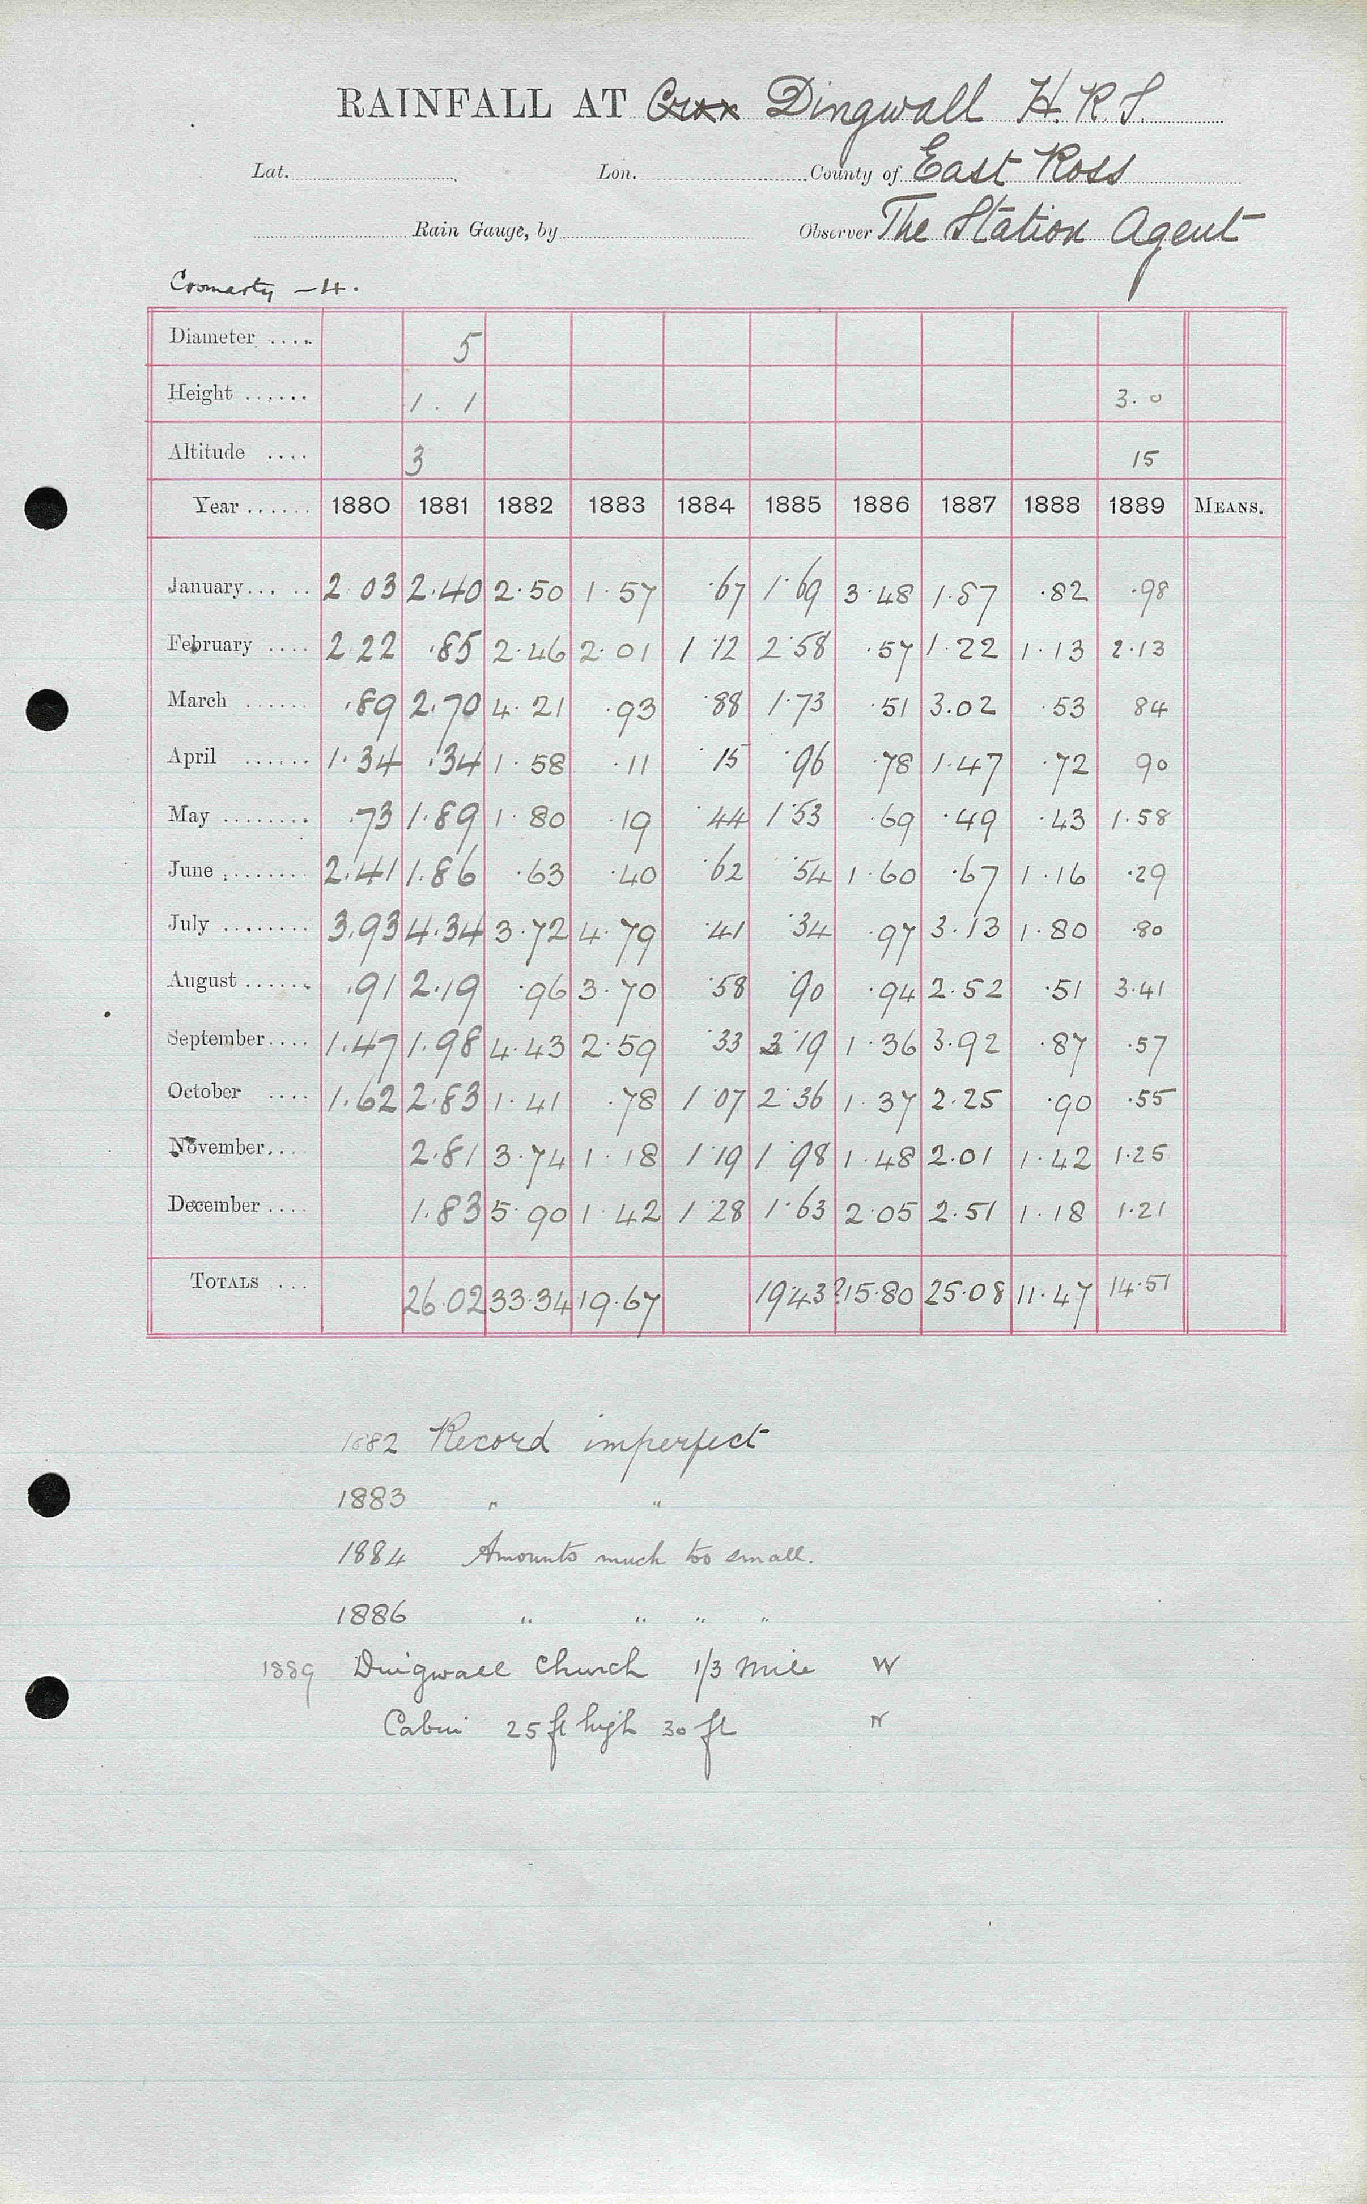 RAINFALL AT Dingwall H.R.S.
Lat. Lon. County of East Ross
Rain Gauge, by Observer The Station Agent
Cromarty – 4.
Diameter .... 5
Height ...... 1 . 1 3.0
Altitude .... 3 15
Year ...... 1880 1881 1882 1883 1884 1885 1886 1887 1888 1889 MEANS.
January...... 2.03 2.40 2.50 1.57 .67 1.69 3.48 1.87 .82 .98
February .... 2.22 .85 2.46 2.01 1.12 2.58 .57 1.22 1.13 2.13
March ...... .89 2.70 4.21 .93 .88 1.73 .51 3.02 .53 84
April ...... 1.34 .34 1.58 .11 .15 .96 .78 1.47 .72 90
May ........ .73 1.89 1.80 .19 .44 1.53 .69 .49 .43 1.58
June ........ 2.41 1.86 .63 .40 .62 .54 1.60 .67 1.16 .29
July ........ 3.93 4.34 3.72 4.79 .41 .34 .97 3.13 1.80 .80
August ...... .91 2.19 .96 3.70 .58 .90 .94 2.52 .51 3.41
September.... 1.47 1.98 4.43 2.59 .33 3.19 1.36 3.92 .87 .57
October .... 1.62 2.83 1.41 .78 1.07 2.36 1.37 2.25 .90 .55
November.... 2.81 3.74 1.18 1.19 1.98 1.48 2.01 1.42 1.25
December .... 1.83 5.90 1.42 1.28 1.63 2.05 2.51 1.18 1.21
TOTALS ... 26.02 33.34 19.67 19.43? 15.80 25.08 11.47 14.51
1882 Record imperfect
1883 " "
1884 Amounts much too small.
1886 " " " "
1889 Dingwall Church 1/3 mile W
Cabin 25 ft high 30 ft N